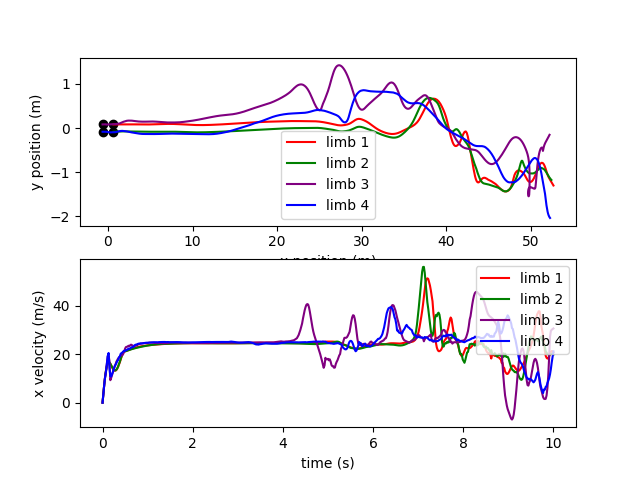 1
0
−1
−2
y position (m)
limb 1
limb 2
limb 3
limb 4
0 10 20 30 40 50
x position (m)
40
20
0
x velocity (m/s)
limb 1
limb 2
limb 3
limb 4
0 2 4 6 8 10
time (s)